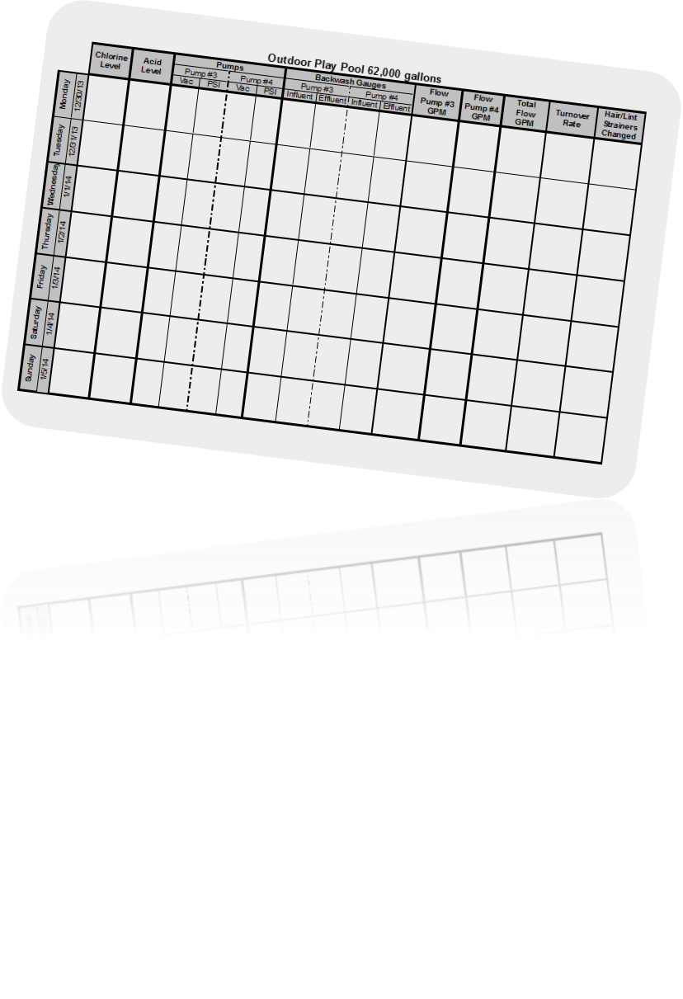 Outdoor Play Pool 62,000 gallons
Chlorine
Level
Acid
Level
Pumps
Pump #3
Pump #4
Vac
PSI
Vac
PSI
Backwash Gauges
Pump #3
Pump #4
Influent
Effluent
Influent
Effluent
Flow
Pump #3
GPM
Flow
Pump #4
GPM
Total
Flow
GPM
Turnover
Rate
Hair/Lint
Strainers
Changed
Monday
12/30/13
Tuesday
12/31/13
Wednesday
1/1/14
Thursday
1/2/14
Friday
1/3/14
Saturday
1/4/14
Sunday
1/5/14